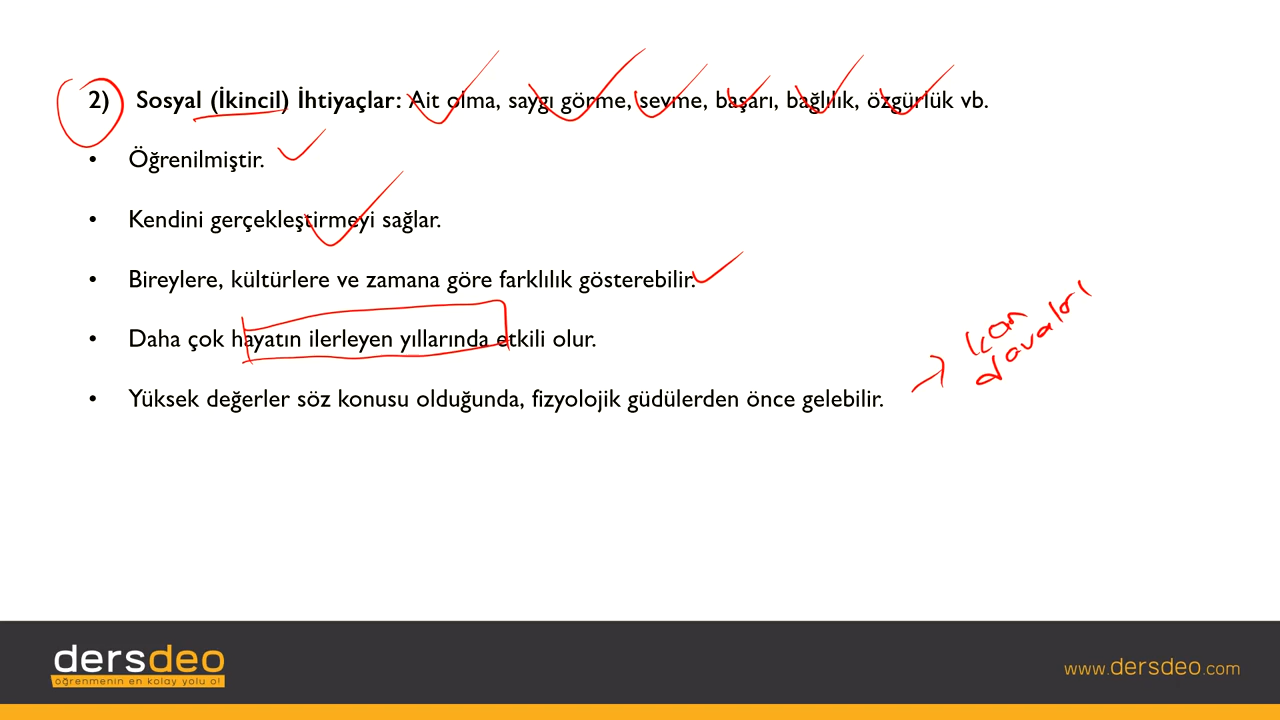 2) Sosyal (İkincil) İhtiyaçlar: Ait olma, saygı görme, sevme, başarı, bağlılık, özgürlük vb.
• Öğrenilmiştir.
• Kendini gerçekleştirmeyi sağlar.
• Bireylere, kültürlere ve zamana göre farklılık gösterebilir.
• Daha çok hayatın ilerleyen yıllarında etkili olur.
• Yüksek değerler söz konusu olduğunda, fizyolojik güdülerden önce gelebilir.
kan
davaları
dersdeo
öğrenmenin en kolay yolu o!
www.dersdeo.com